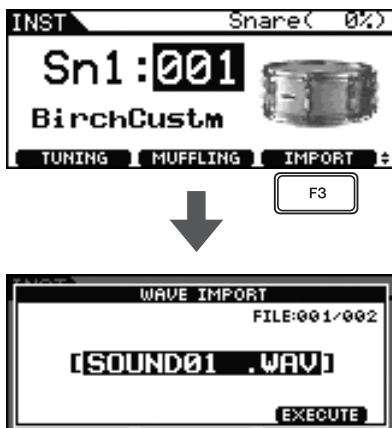 INST Snare( 0%)
Sn1:001
BirchCustm
TUNING MUFFLING IMPORT
F3
WAVE IMPORT
FILE:001/002
[SOUND01 .WAV]
EXECUTE